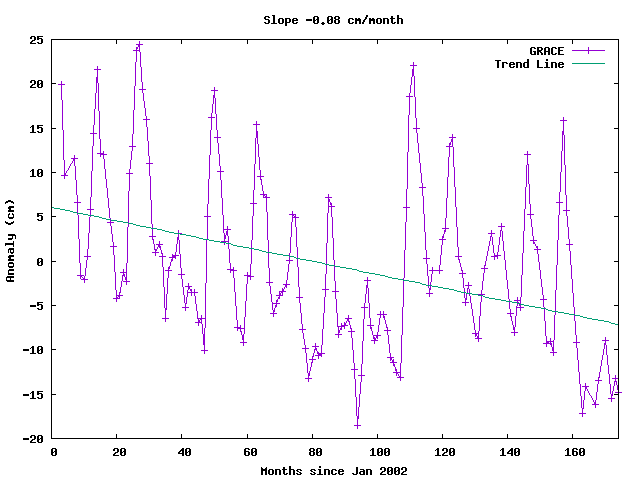 Slope -0.08 cm/month
GRACE
Trend Line
25
20
15
10
5
0
-5
-10
-15
-20
Anomaly (cm)
0 20 40 60 80 100 120 140 160
Months since Jan 2002